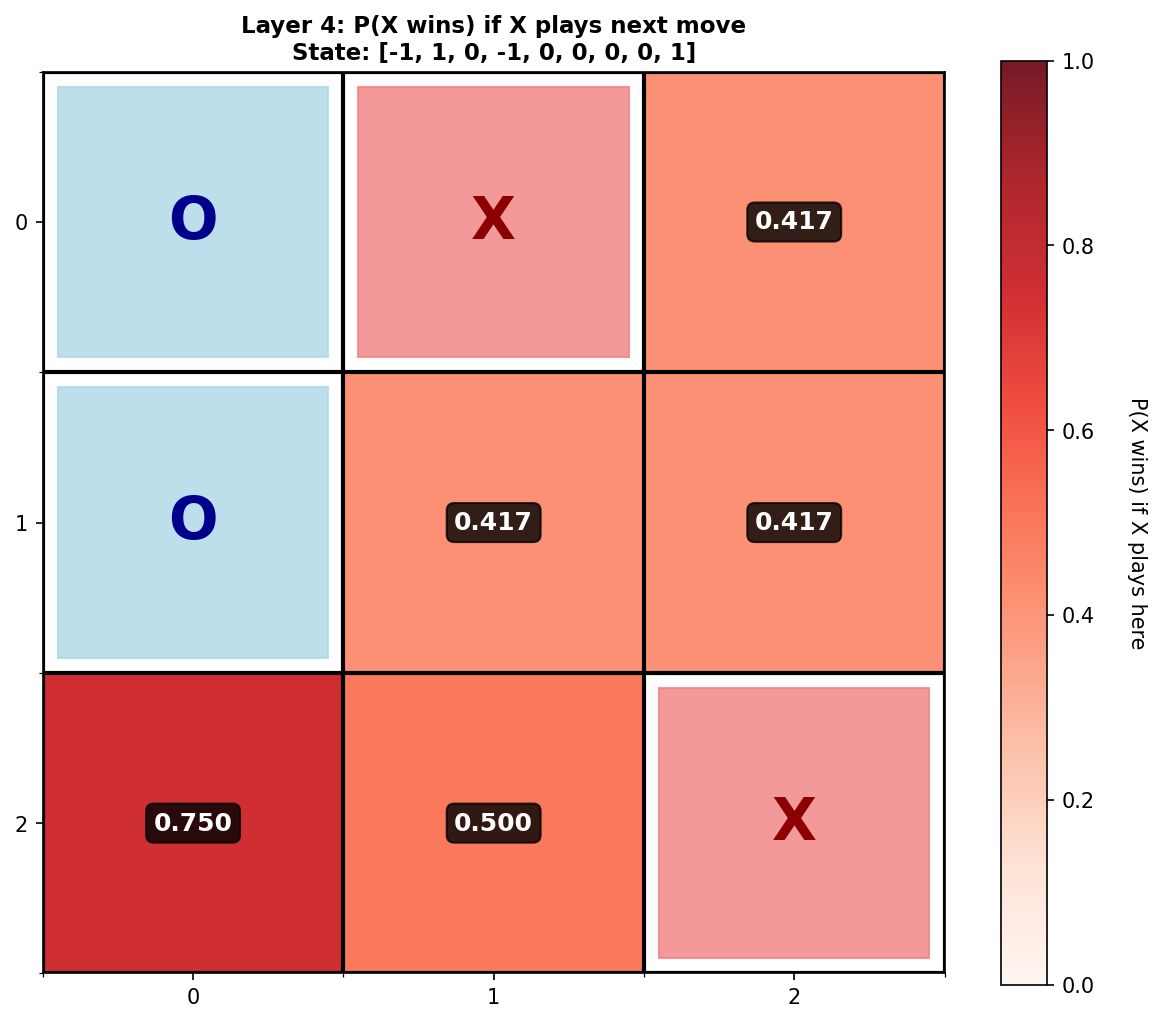 Layer 4: P(X wins) if X plays next move
State: [-1, 1, 0, -1, 0, 0, 0, 0, 1]
0
O
X
0.417
1
O
0.417
0.417
2
0.750
0.500
X
0
1
2
1.0
0.8
0.6
0.4
0.2
0.0
P(X wins) if X plays here